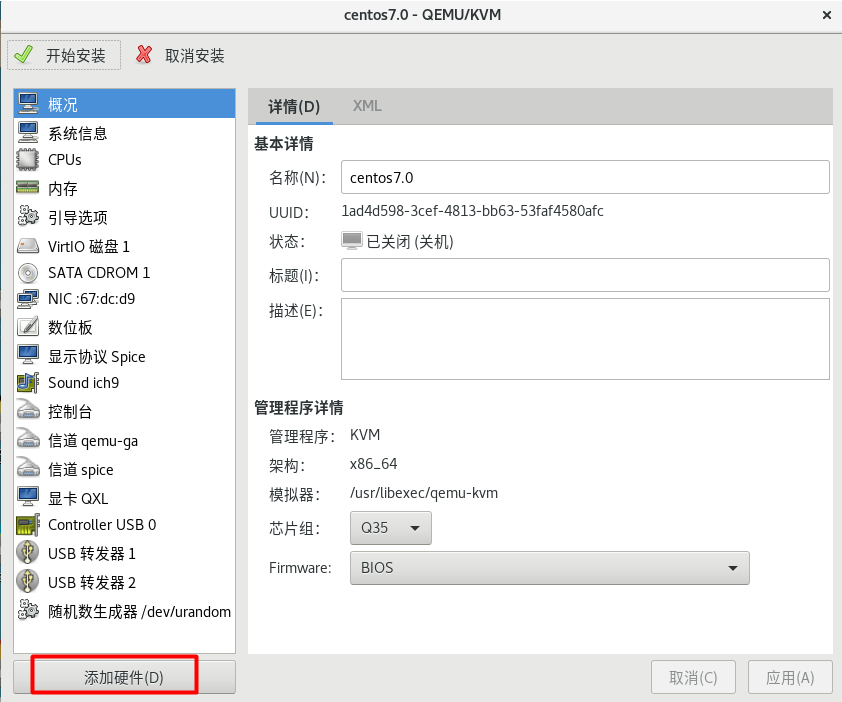 centos7.0 - QEMU/KVM
开始安装 取消安装
概况
系统信息
CPUs
内存
引导选项
VirtIO 磁盘 1
SATA CDROM 1
NIC :67:dc:d9
数位板
显示协议 Spice
Sound ich9
控制台
信道 qemu-ga
信道 spice
显卡 QXL
Controller USB 0
USB 转发器 1
USB 转发器 2
随机数生成器 /dev/urandom
添加硬件(D)
详情(D) XML
基本详情
名称(N)： centos7.0
UUID： 1ad4d598-3cef-4813-bb63-53faf4580afc
状态： 已关闭 (关机)
标题(I)：
描述(E)：
管理程序详情
管理程序： KVM
架构： x86_64
模拟器： /usr/libexec/qemu-kvm
芯片组： Q35
Firmware: BIOS
取消(C) 应用(A)